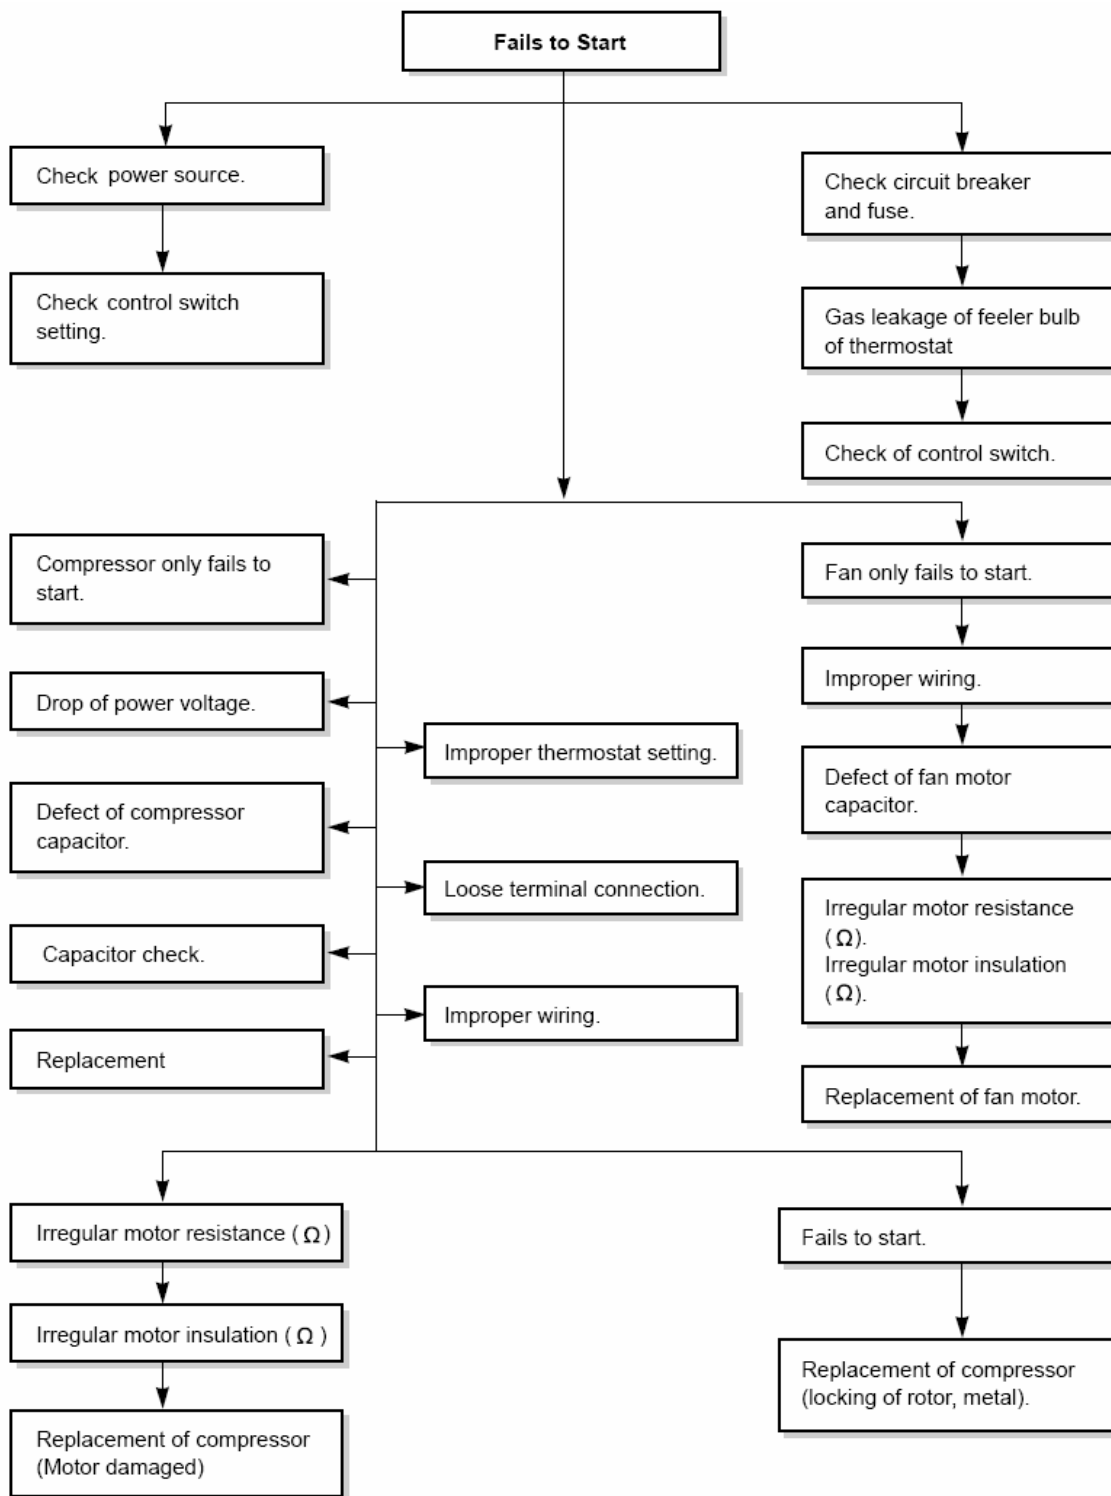 Fails to Start
Check power source.
Check circuit breaker
and fuse.
Check control switch
setting.
Gas leakage of feeler bulb
of thermostat
Check of control switch.
Compressor only fails to
start.
Fan only fails to start.
Drop of power voltage.
Improper wiring.
Improper thermostat setting.
Defect of compressor
capacitor.
Defect of fan motor
capacitor.
Loose terminal connection.
Irregular motor resistance
(Ω).
Irregular motor insulation
(Ω).
Capacitor check.
Improper wiring.
Replacement
Replacement of fan motor.
Irregular motor resistance (Ω)
Fails to start.
Irregular motor insulation (Ω)
Replacement of compressor
(locking of rotor, metal).
Replacement of compressor
(Motor damaged)